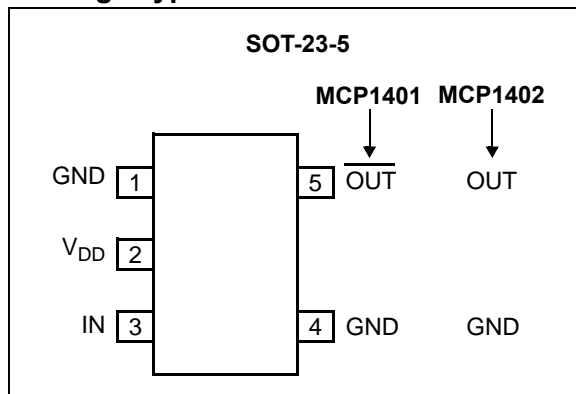 SOT-23-5
MCP1401 MCP1402
GND 1 5 OUT OUT
VDD 2
IN 3 4 GND GND